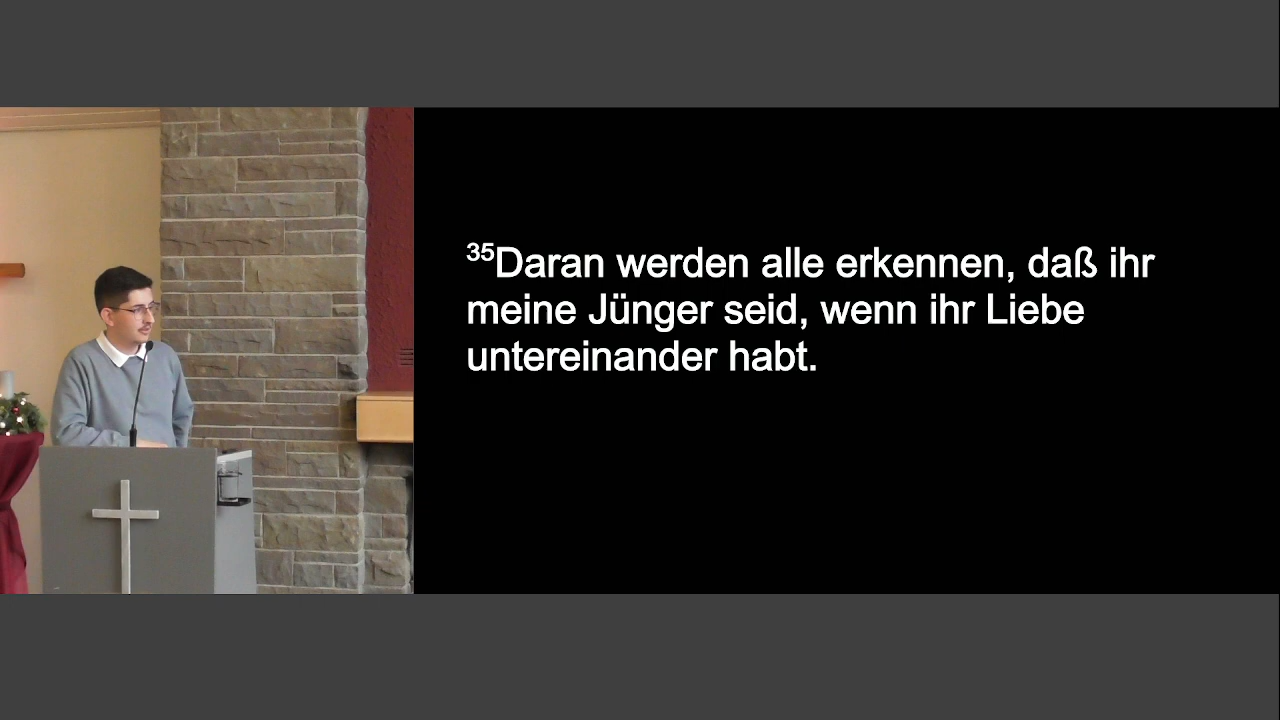 ³⁵Daran werden alle erkennen, daß ihr
meine Jünger seid, wenn ihr Liebe
untereinander habt.